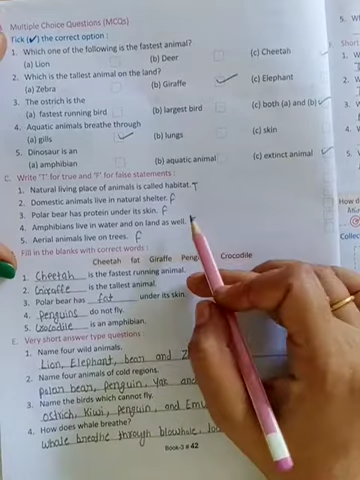 Multiple Choice Questions (MCQs)
Tick (✔) the correct option :
1. Which one of the following is the fastest animal?
(a) Lion (b) Deer (c) Cheetah
2. Which is the tallest animal on the land?
(a) Zebra (b) Giraffe (c) Elephant
3. The ostrich is the
(a) fastest running bird (b) largest bird (c) both (a) and (b)
4. Aquatic animals breathe through
(a) gills (b) lungs (c) skin
5. Dinosaur is an
(a) amphibian (b) aquatic animal (c) extinct animal
C. Write 'T' for true and 'F' for false statements :
1. Natural living place of animals is called habitat. T
2. Domestic animals live in natural shelter. F
3. Polar bear has protein under its skin. F
4. Amphibians live in water and on land as well.
5. Aerial animals live on trees. F
Fill in the blanks with correct words :
Cheetah fat Giraffe Crocodile
1. Cheetah is the fastest running animal.
2. Giraffe is the tallest animal.
3. Polar bear has fat under its skin.
4. Penguins do not fly.
5. Crocodile is an amphibian.
E. Very short answer type questions :
1. Name four wild animals.
Lion, Elephant, bear and
2. Name four animals of cold regions.
polar bear, penguin, yak and
3. Name the birds which cannot fly.
ostrich, Kiwi, penguin, and Emu
4. How does whale breathe?
whale breathe through blowhole,
Book-3 # 42
5.
Short
1.
2.
3.
4.
5.
How d
Collec